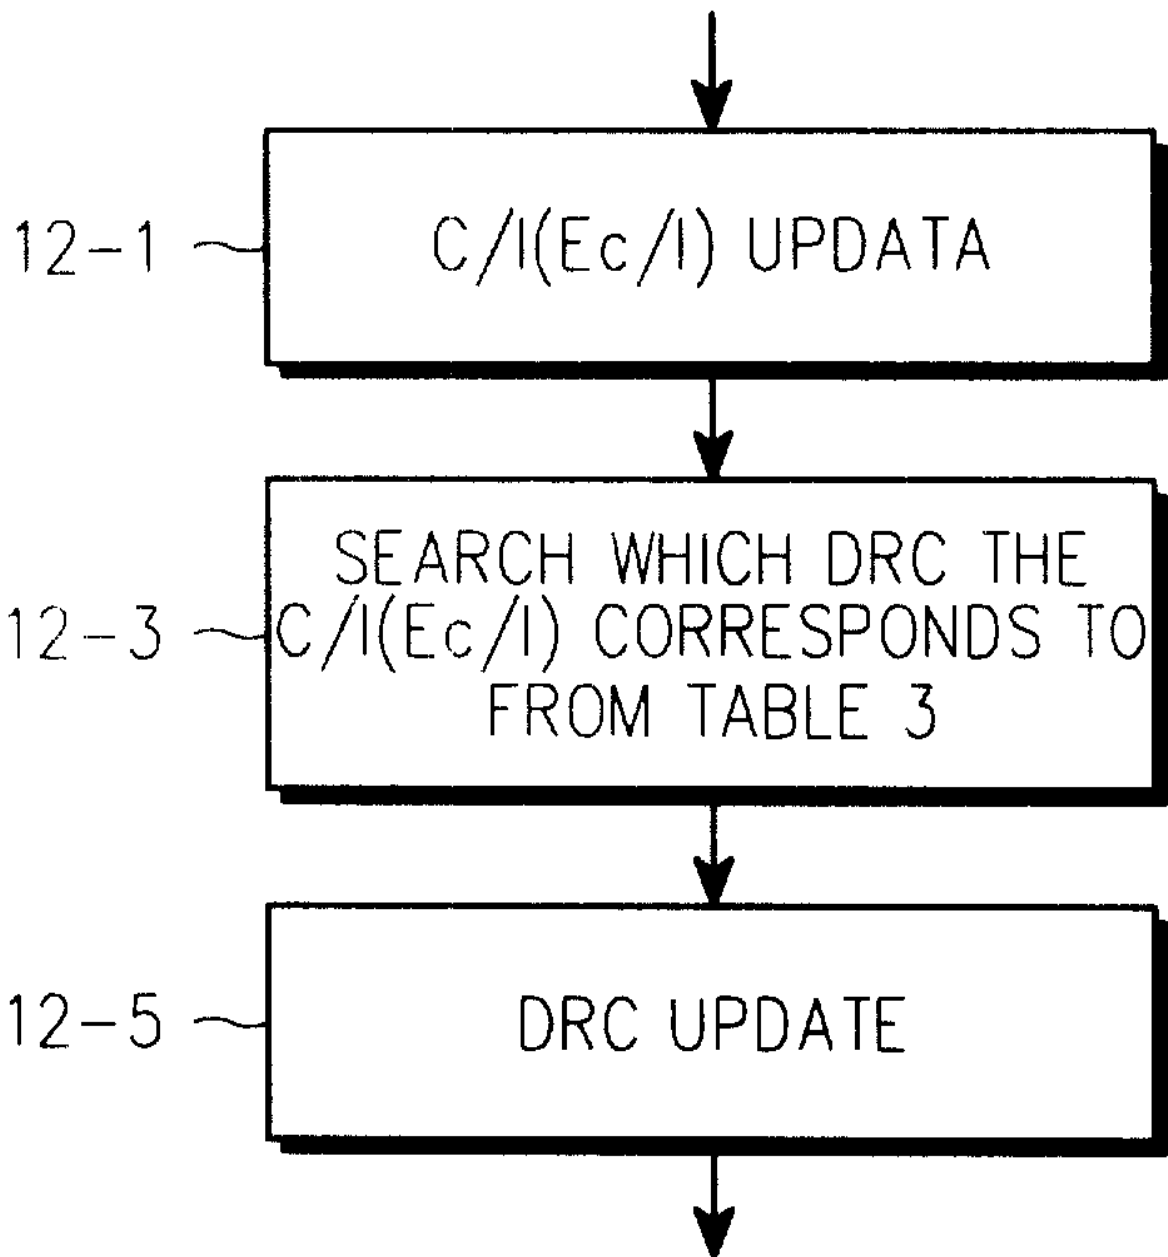 12-1
C/I(Ec/I) UPDATA
12-3
SEARCH WHICH DRC THE
C/I(Ec/I) CORRESPONDS TO
FROM TABLE 3
12-5
DRC UPDATE